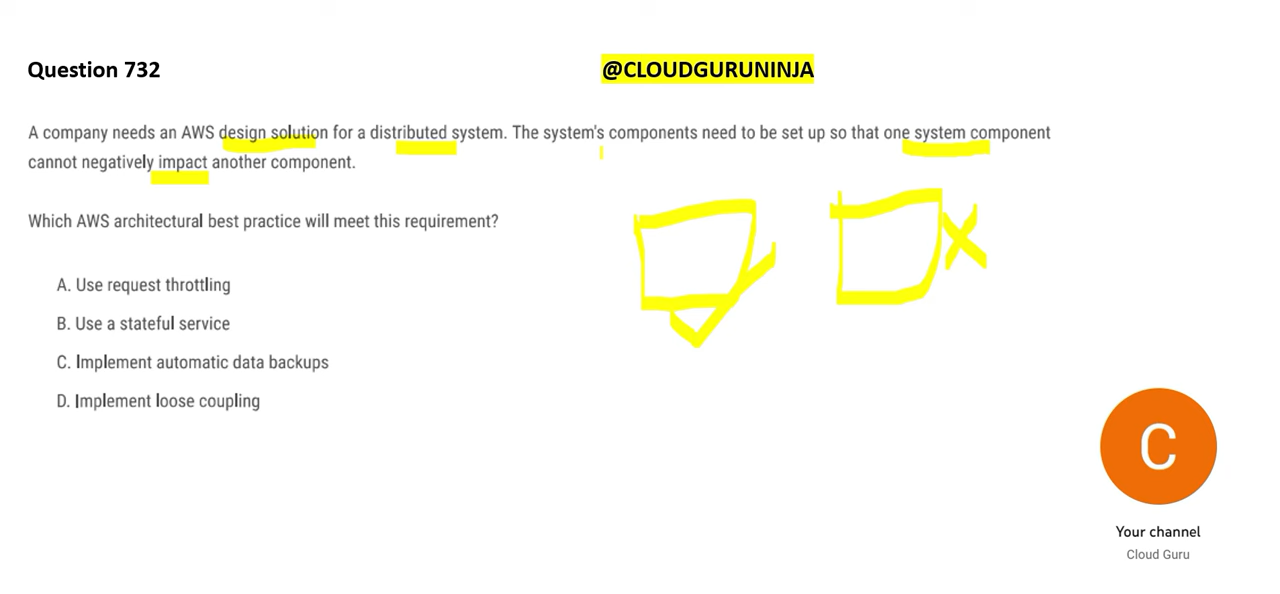 Question 732
@CLOUDGURUNINJA
A company needs an AWS design solution for a distributed system. The system's components need to be set up so that one system component
cannot negatively impact another component.
Which AWS architectural best practice will meet this requirement?
A. Use request throttling
B. Use a stateful service
C. Implement automatic data backups
D. Implement loose coupling
C
Your channel
Cloud Guru